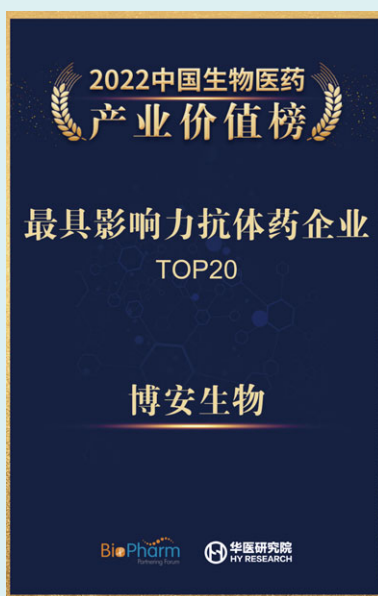 2022中国生物医药
产业价值榜
最具影响力抗体药企业
TOP20
博安生物
BioPharm
Partnering Forum
华医研究院
HY RESEARCH